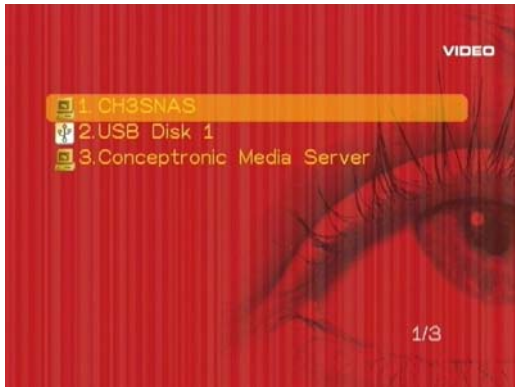 VIDEO
1. CH3SNAS
2.USB Disk 1
3.Conceptronic Media Server
1/3